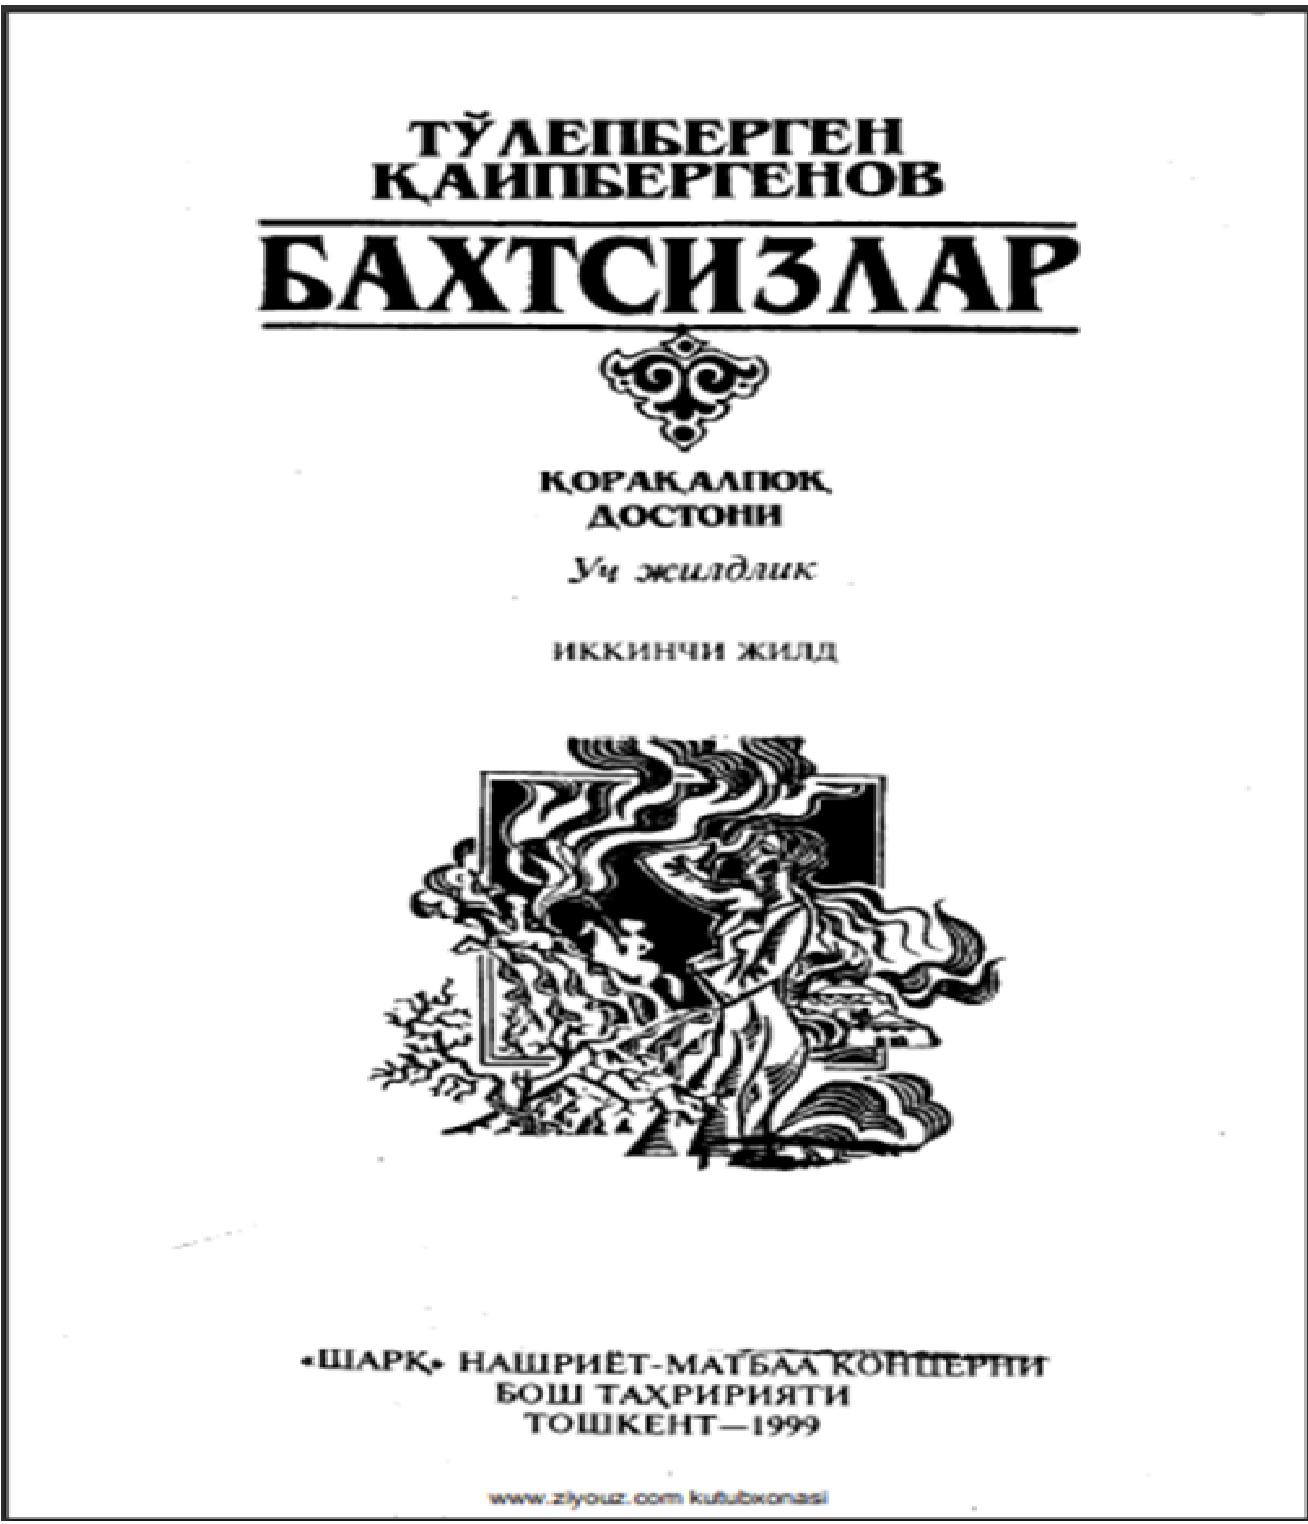 ТЎЛЕПБЕРГЕН
ҚАИПБЕРГЕНОВ
БАХТСИЗЛАР
ҚОРАҚАЛПОҚ
ДОСТОНИ
Уч жилдлик
ИККИНЧИ ЖИЛД
«ШАРҚ» НАШРИЁТ-МАТБАА КОНЦЕРНИ
БОШ ТАҲРИРИЯТИ
ТОШКЕНТ—1999
www.ziyouz.com kutubxonasi